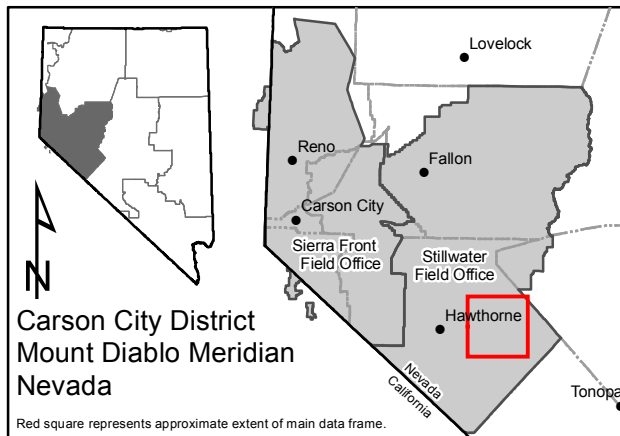 Lovelock
Reno
Fallon
Carson City
Sierra Front
Field Office
Stillwater
Field Office
Hawthorne
N
Carson City District
Mount Diablo Meridian
Nevada
Nevada
California
Tonopa
Red square represents approximate extent of main data frame.